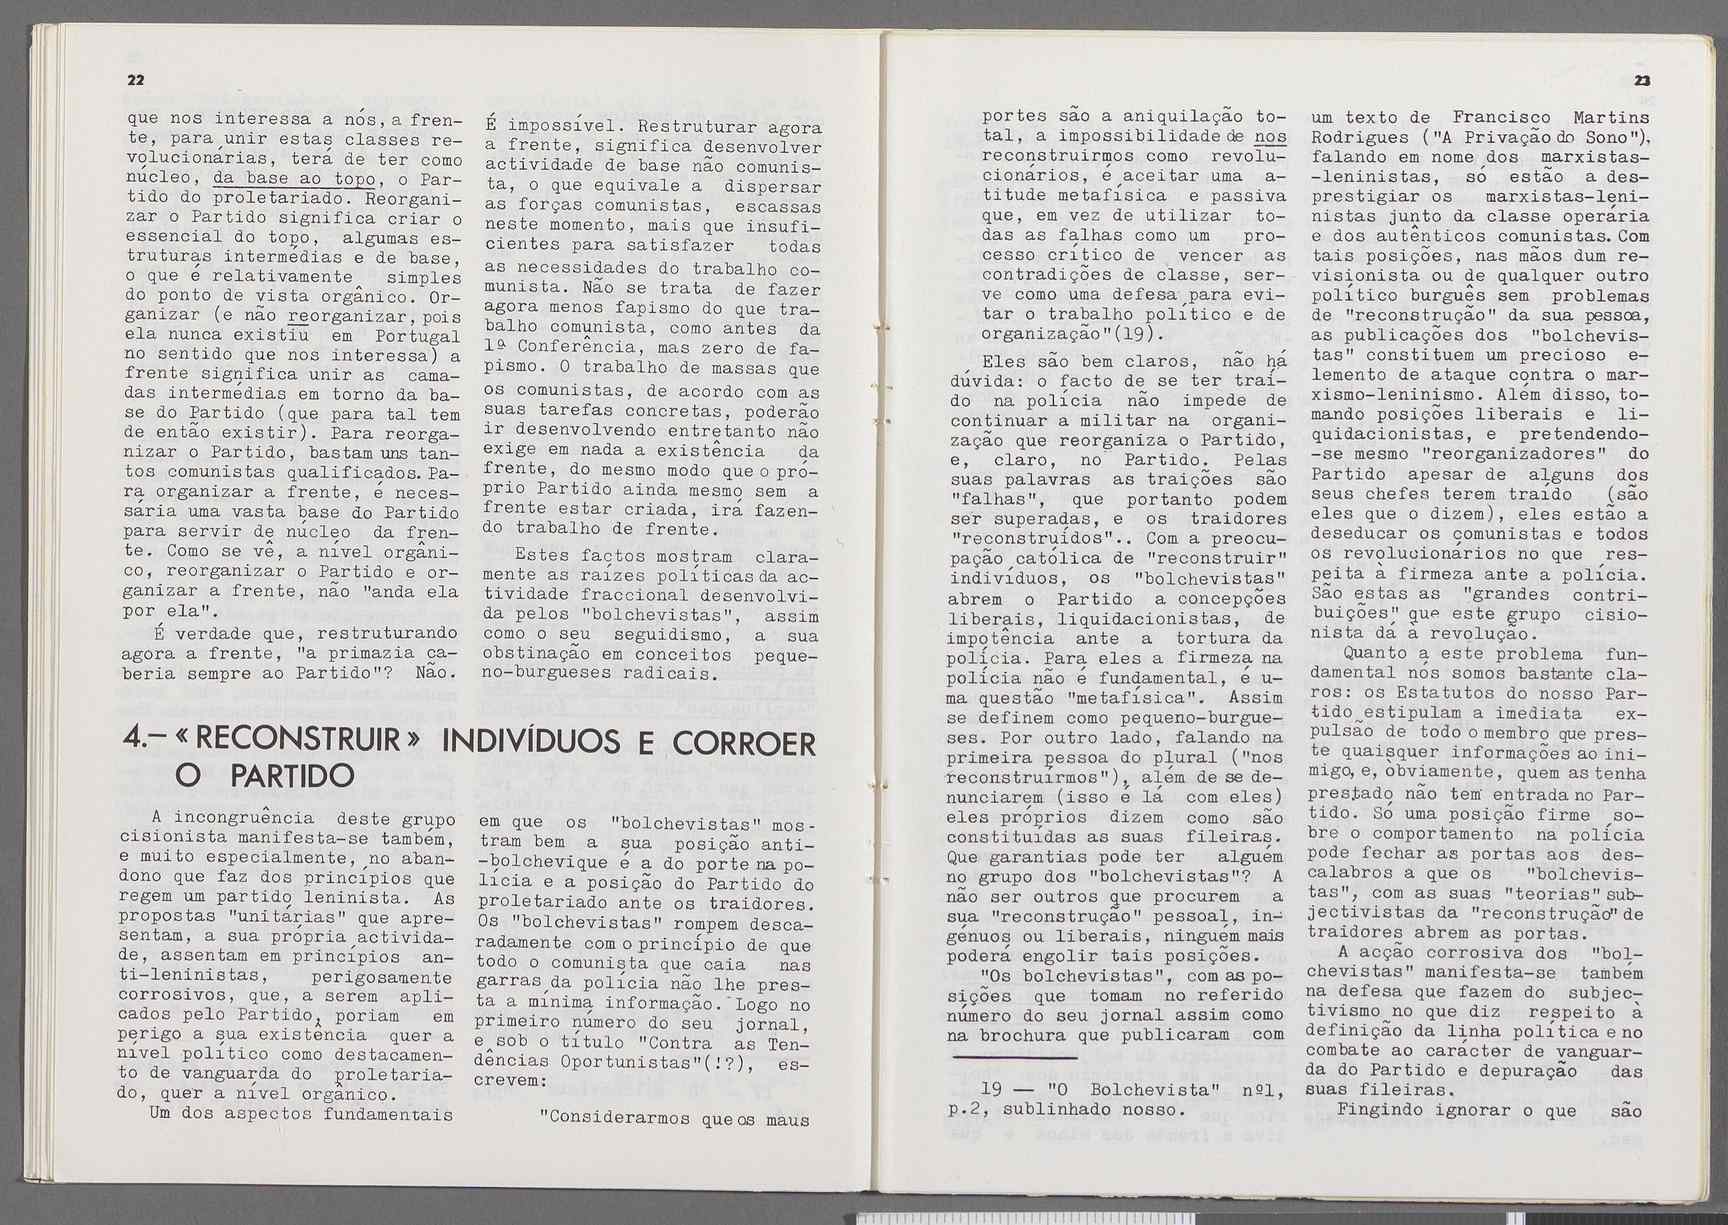 22
que nos interessa a nós, a fren-
te, para unir estas classes re-
volucionárias, terá de ter como
núcleo, da base ao topo, o Par-
tido do proletariado. Reorgani-
zar o Partido significa criar o
essencial do topo, algumas es-
truturas intermédias e de base,
o que é relativamente simples
do ponto de vista orgânico. Or-
ganizar (e não reorganizar, pois
ela nunca existiu em Portugal
no sentido que nos interessa) a
frente significa unir as cama-
das intermédias em torno da ba-
se do Partido (que para tal tem
de então existir). Para reorga-
nizar o Partido, bastam uns tan-
tos comunistas qualificados. Pa-
ra organizar a frente, é neces-
sária uma vasta base do Partido
para servir de núcleo da fren-
te. Como se vê, a nível orgâni-
co, reorganizar o Partido e or-
ganizar a frente, não "anda ela
por ela".
É verdade que, restruturando
agora a frente, "a primazia ca-
beria sempre ao Partido"? Não.
É impossível. Restruturar agora
a frente, significa desenvolver
actividade de base não comunis-
ta, o que equivale a dispersar
as forças comunistas, escassas
neste momento, mais que insufi-
cientes para satisfazer todas
as necessidades do trabalho co-
munista. Não se trata de fazer
agora menos fapismo do que tra-
balho comunista, como antes da
1ª Conferência, mas zero de fa-
pismo. O trabalho de massas que
os comunistas, de acordo com as
suas tarefas concretas, poderão
ir desenvolvendo entretanto não
exige em nada a existência da
frente, do mesmo modo que o pró-
prio Partido ainda mesmo sem a
frente estar criada, irá fazen-
do trabalho de frente.
Estes factos mostram clara-
mente as raízes políticas da ac-
tividade fraccional desenvolvi-
da pelos "bolchevistas", assim
como o seu seguidismo, a sua
obstinação em conceitos peque-
no-burgueses radicais.
4.– « RECONSTRUIR » INDIVÍDUOS E CORROER
O PARTIDO
A incongruência deste grupo
cisionista manifesta-se também,
e muito especialmente, no aban-
dono que faz dos princípios que
regem um partido leninista. As
propostas "unitárias" que apre-
sentam, a sua própria activida-
de, assentam em princípios an-
ti-leninistas, perigosamente
corrosivos, que, a serem apli-
cados pelo Partido, poriam em
perigo a sua existência quer a
nível político como destacamen-
to de vanguarda do proletaria-
do, quer a nível orgânico.
Um dos aspectos fundamentais
em que os "bolchevistas" mos-
tram bem a sua posição anti-
-bolchevique é a do porte na po-
lícia e a posição do Partido do
proletariado ante os traidores.
Os "bolchevistas" rompem desca-
radamente com o princípio de que
todo o comunista que caia nas
garras da polícia não lhe pres-
ta a mínima informação. Logo no
primeiro número do seu jornal,
e sob o título "Contra as Ten-
dências Oportunistas"(!?), es-
crevem:
"Considerarmos que os maus
23
portes são a aniquilação to-
tal, a impossibilidade de nos
reconstruirmos como revolu-
cionários, é aceitar uma a-
titude metafísica e passiva
que, em vez de utilizar to-
das as falhas como um pro-
cesso crítico de vencer as
contradições de classe, ser-
ve como uma defesa para evi-
tar o trabalho político e de
organização"(19).
Eles são bem claros, não há
dúvida: o facto de se ter traí-
do na polícia não impede de
continuar a militar na organi-
zação que reorganiza o Partido,
e, claro, no Partido. Pelas
suas palavras as traições são
"falhas", que portanto podem
ser superadas, e os traidores
"reconstruídos".. Com a preocu-
pação católica de "reconstruir"
indivíduos, os "bolchevistas"
abrem o Partido a concepções
liberais, liquidacionistas, de
impotência ante a tortura da
polícia. Para eles a firmeza na
polícia não é fundamental, é u-
ma questão "metafísica". Assim
se definem como pequeno-burgue-
ses. Por outro lado, falando na
primeira pessoa do plural ("nos
reconstruírmos"), além de se de-
nunciarem (isso é lá com eles)
eles próprios dizem como são
constituídas as suas fileiras.
Que garantias pode ter alguém
no grupo dos "bolchevistas"? A
não ser outros que procurem a
sua "reconstrução" pessoal, in-
génuos ou liberais, ninguém mais
poderá engolir tais posições.
"Os bolchevistas", com as po-
sições que tomam no referido
número do seu jornal assim como
na brochura que publicaram com
19 — "O Bolchevista" nº1,
p.2, sublinhado nosso.
um texto de Francisco Martins
Rodrigues ("A Privação do Sono"),
falando em nome dos marxistas-
-leninistas, só estão a des-
prestigiar os marxistas-leni-
nistas junto da classe operária
e dos autênticos comunistas. Com
tais posições, nas mãos dum re-
visionista ou de qualquer outro
político burguês sem problemas
de "reconstrução" da sua pessoa,
as publicações dos "bolchevis-
tas" constituem um precioso e-
lemento de ataque contra o mar-
xismo-leninismo. Além disso, to-
mando posições liberais e li-
quidacionistas, e pretendendo-
-se mesmo "reorganizadores" do
Partido apesar de alguns dos
seus chefes terem traído (são
eles que o dizem), eles estão a
deseducar os comunistas e todos
os revolucionários no que res-
peita à firmeza ante a polícia.
São estas as "grandes contri-
buições" que este grupo cisio-
nista dá à revolução.
Quanto a este problema fun-
damental nós somos bastante cla-
ros: os Estatutos do nosso Par-
tido estipulam a imediata ex-
pulsão de todo o membro que pres-
te quaisquer informações ao ini-
migo, e, òbviamente, quem as tenha
prestado não tem entrada no Par-
tido. Só uma posição firme so-
bre o comportamento na polícia
pode fechar as portas aos des-
calabros a que os "bolchevis-
tas", com as suas "teorias" sub-
jectivistas da "reconstrução" de
traidores abrem as portas.
A acção corrosiva dos "bol-
chevistas" manifesta-se também
na defesa que fazem do subjec-
tivismo no que diz respeito à
definição da linha política e no
combate ao carácter de vanguar-
da do Partido e depuração das
suas fileiras.
Fingindo ignorar o que são